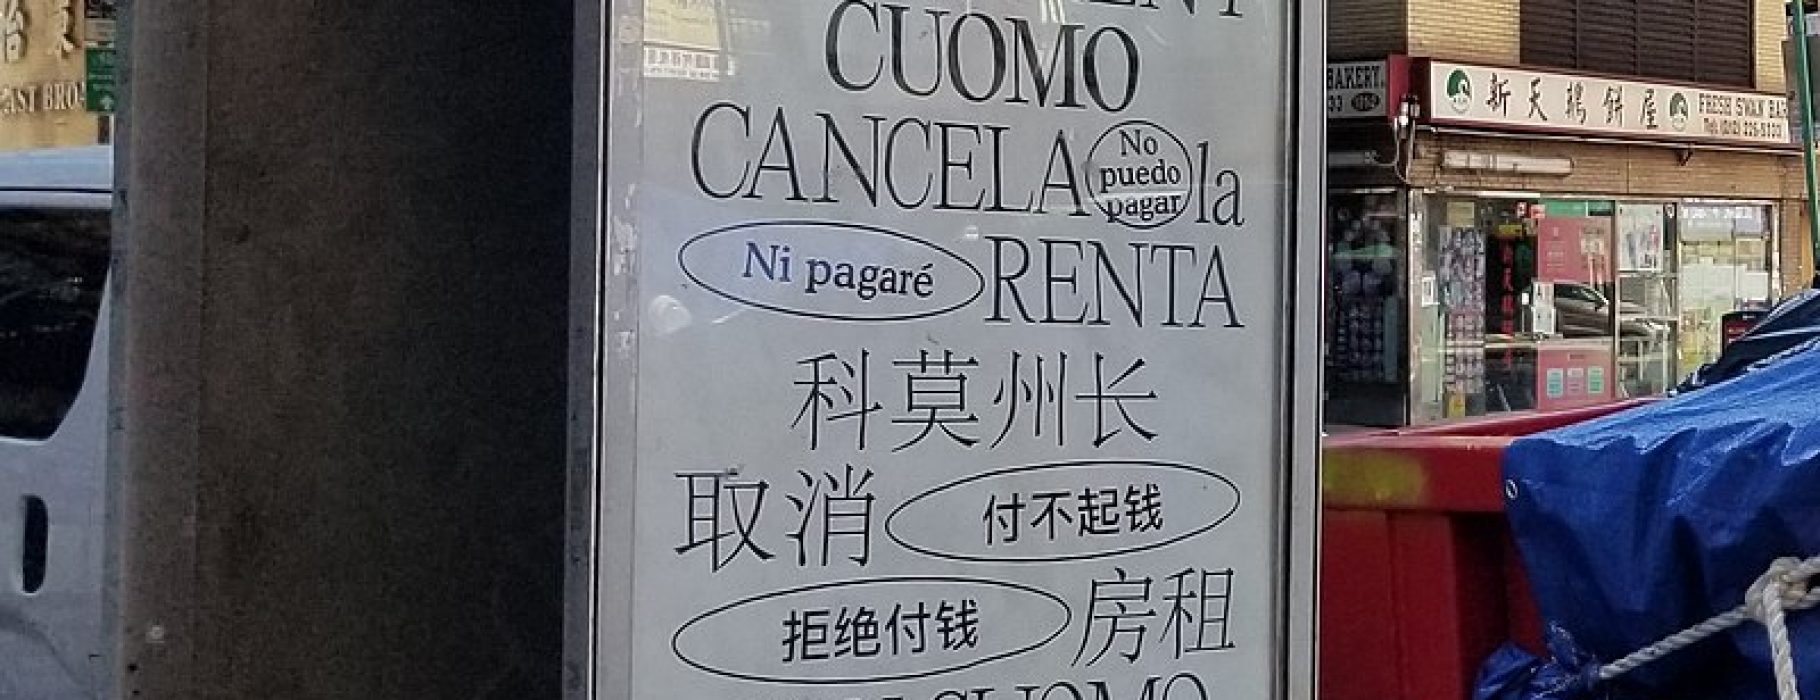 CUOMO
CANCELA
No
puedo
pagar
la
Ni pagaré
RENTA
科莫州长
取消
付不起钱
拒绝付钱
房租
CUOMO
BAKERY
新天鵝餅屋
FRESH SWAN